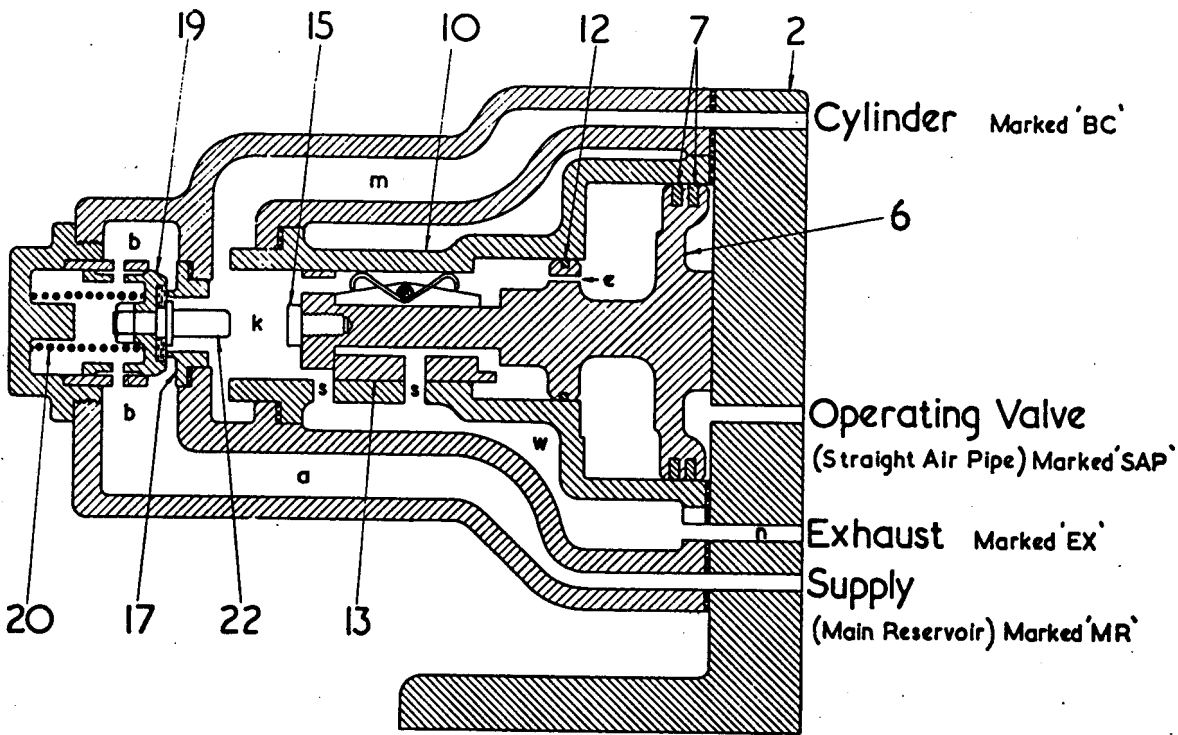 19 15 10 12 7 2
Cylinder Marked 'BC'
m
6
b
e
k
s s
b
Operating Valve
(Straight Air Pipe) Marked 'SAP'
w
a
n
Exhaust Marked 'EX'
Supply
(Main Reservoir) Marked 'MR'
20 17 22 13